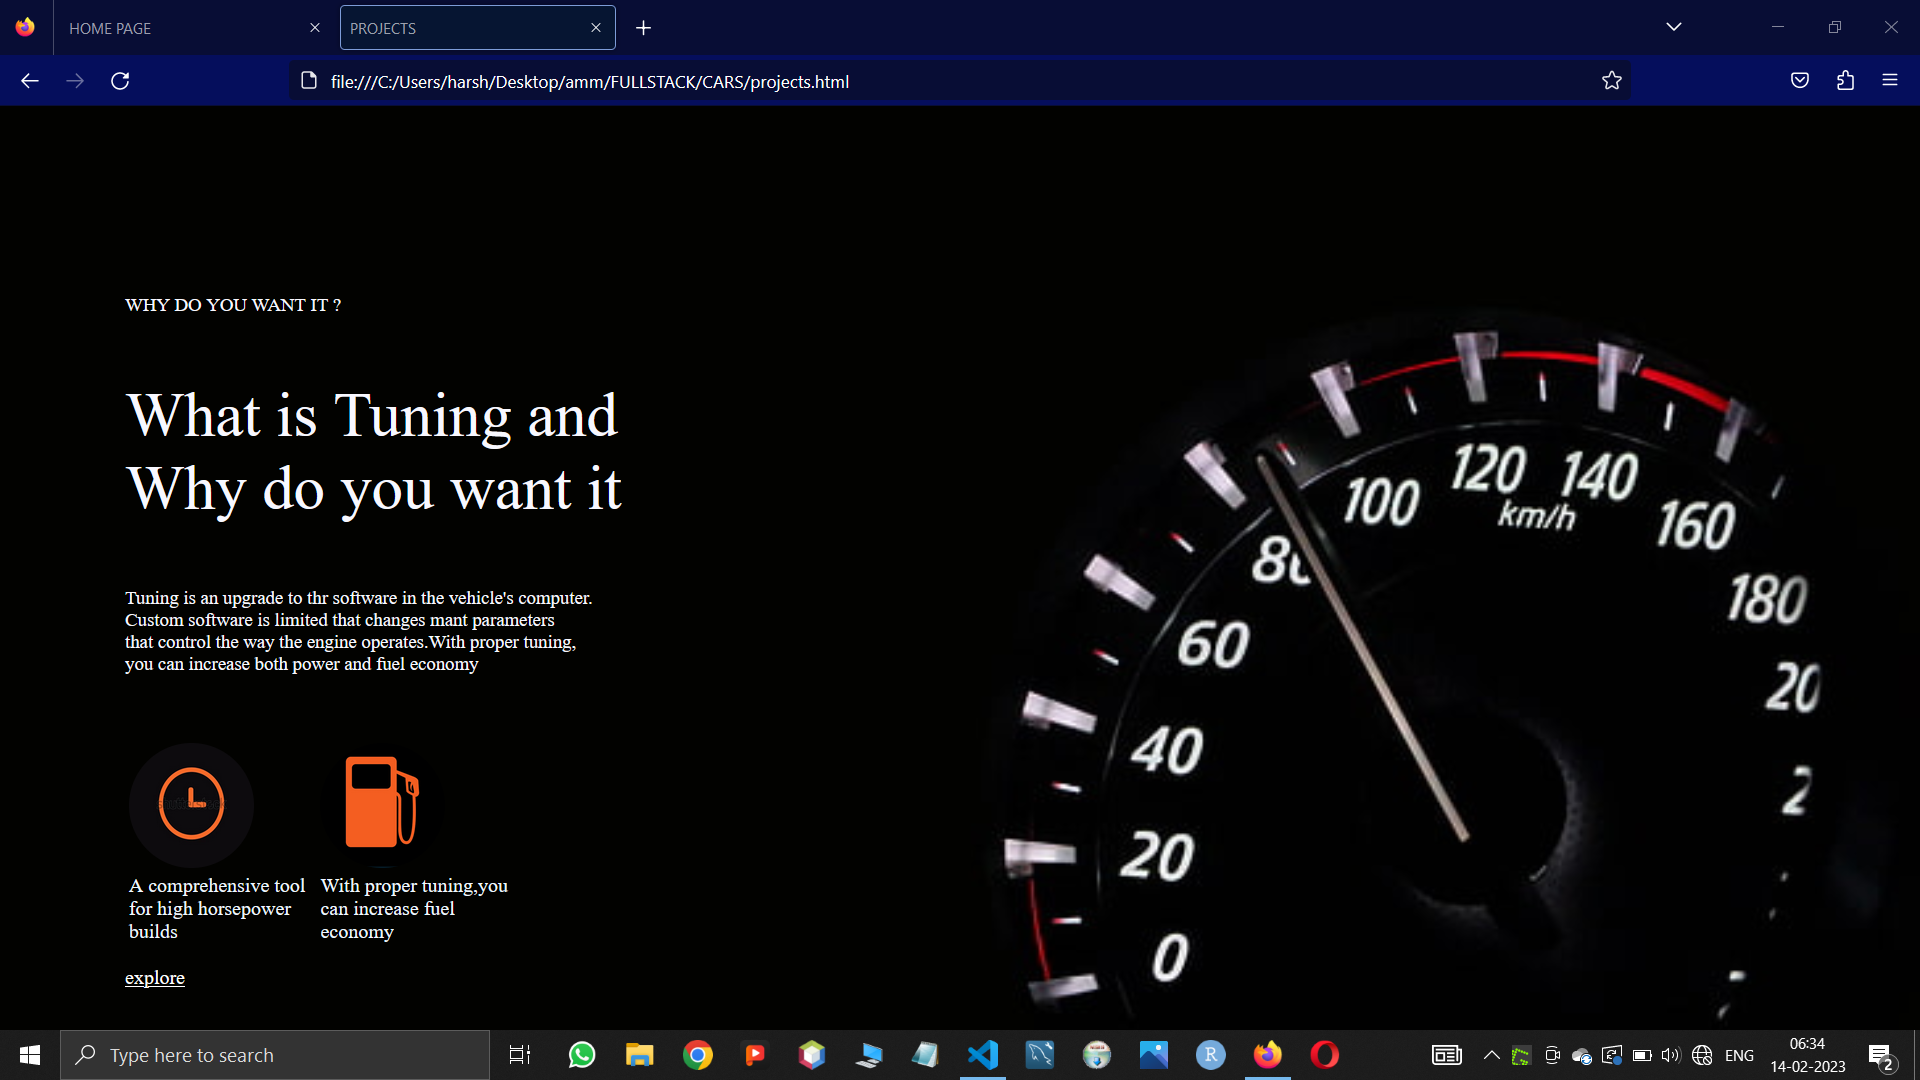 HOME PAGE
PROJECTS
file:///C:/Users/harsh/Desktop/amm/FULLSTACK/CARS/projects.html
WHY DO YOU WANT IT ?
What is Tuning and
Why do you want it
Tuning is an upgrade to thr software in the vehicle's computer.
Custom software is limited that changes mant parameters
that control the way the engine operates.With proper tuning,
you can increase both power and fuel economy
A comprehensive tool
for high horsepower
builds
With proper tuning,you
can increase fuel
economy
explore
0
20
40
60
80
100
120
140
160
180
20
2
km/h
Type here to search
R
ENG
06:34
14-02-2023
2